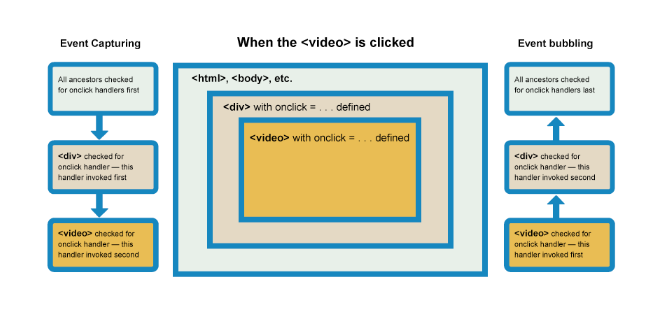 Event Capturing
When the <video> is clicked
Event bubbling
All ancestors checked
for onclick handlers first
<div> checked for
onclick handler — this
handler invoked first
<video> checked for
onclick handler — this
handler invoked second
<html>, <body>, etc.
<div> with onclick = . . . defined
<video> with onclick = . . . defined
All ancestors checked
for onclick handlers last
<div> checked for
onclick handler — this
handler invoked second
<video> checked for
onclick handler — this
handler invoked first